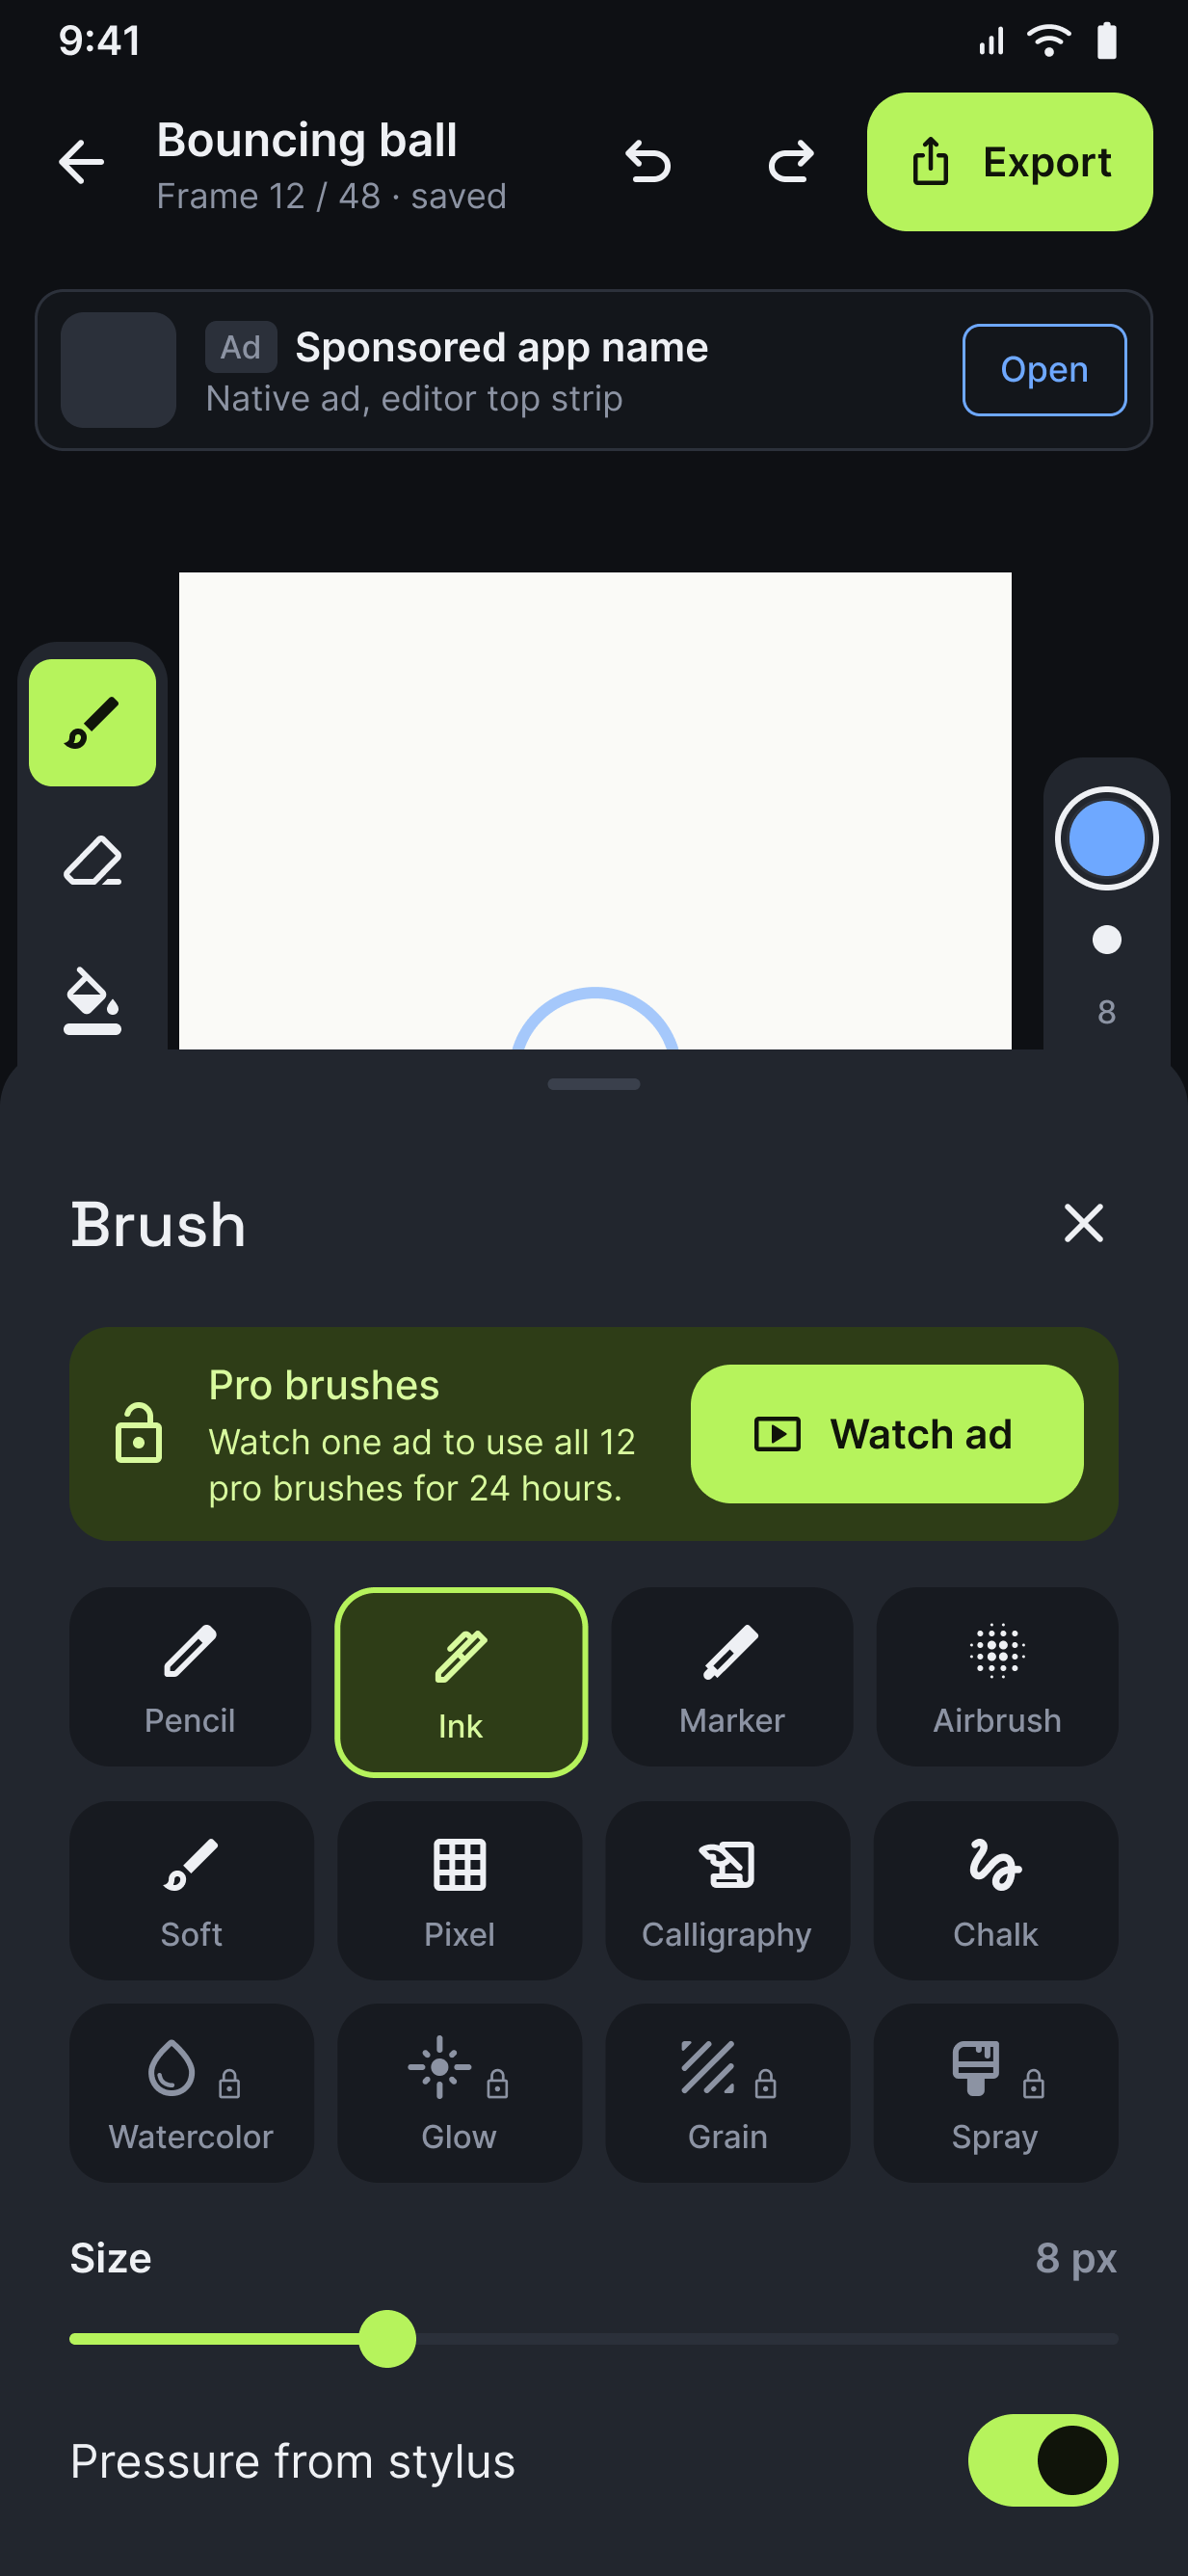 9:41
Bouncing ball
Frame 12 / 48 · saved
Export
Ad Sponsored app name
Native ad, editor top strip
Open
8
Brush
Pro brushes
Watch one ad to use all 12
pro brushes for 24 hours.
Watch ad
Pencil
Ink
Marker
Airbrush
Soft
Pixel
Calligraphy
Chalk
Watercolor
Glow
Grain
Spray
Size
8 px
Pressure from stylus